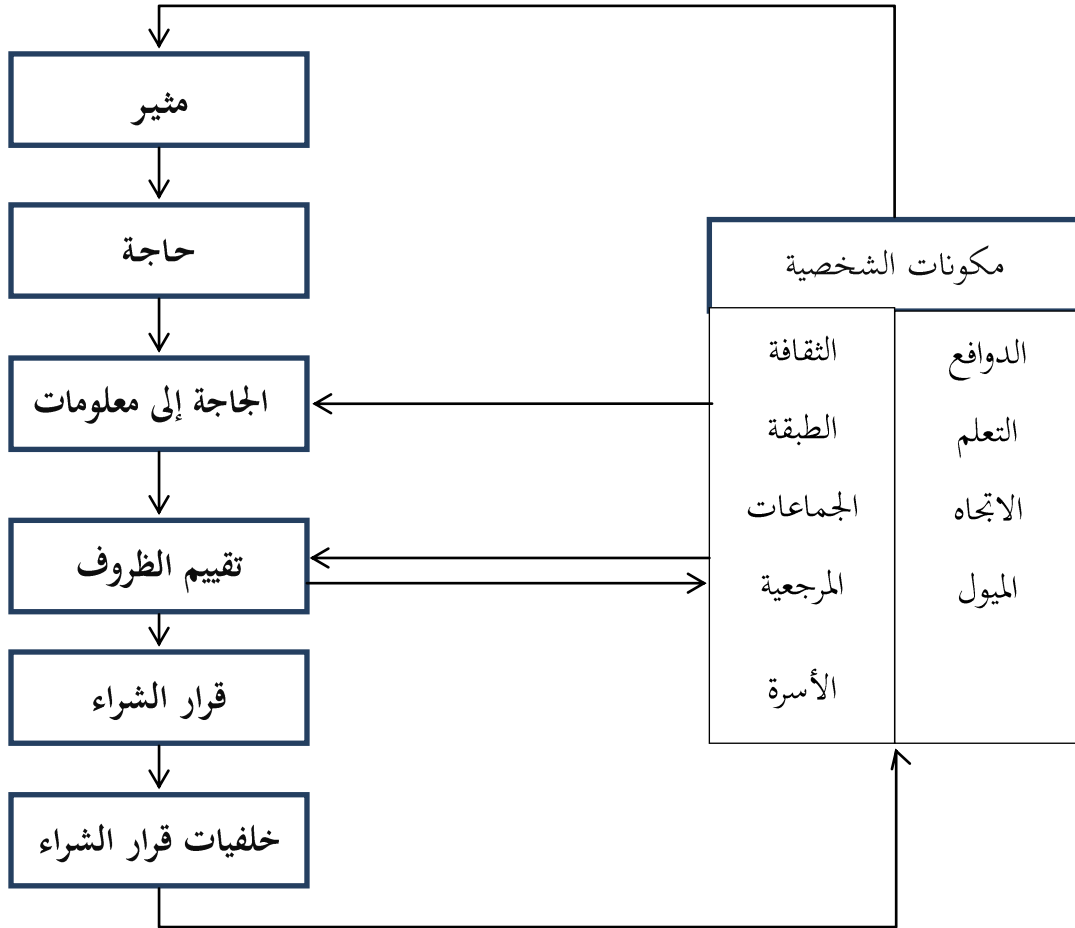 مثير
حاجة
الجاجة إلى معلومات
تقييم الظروف
قرار الشراء
خلفيات قرار الشراء
مكونات الشخصية
الدوافع
التعلم
الاتجاه
الميول
الثقافة
الطبقة
الجماعات
المرجعية
الأسرة